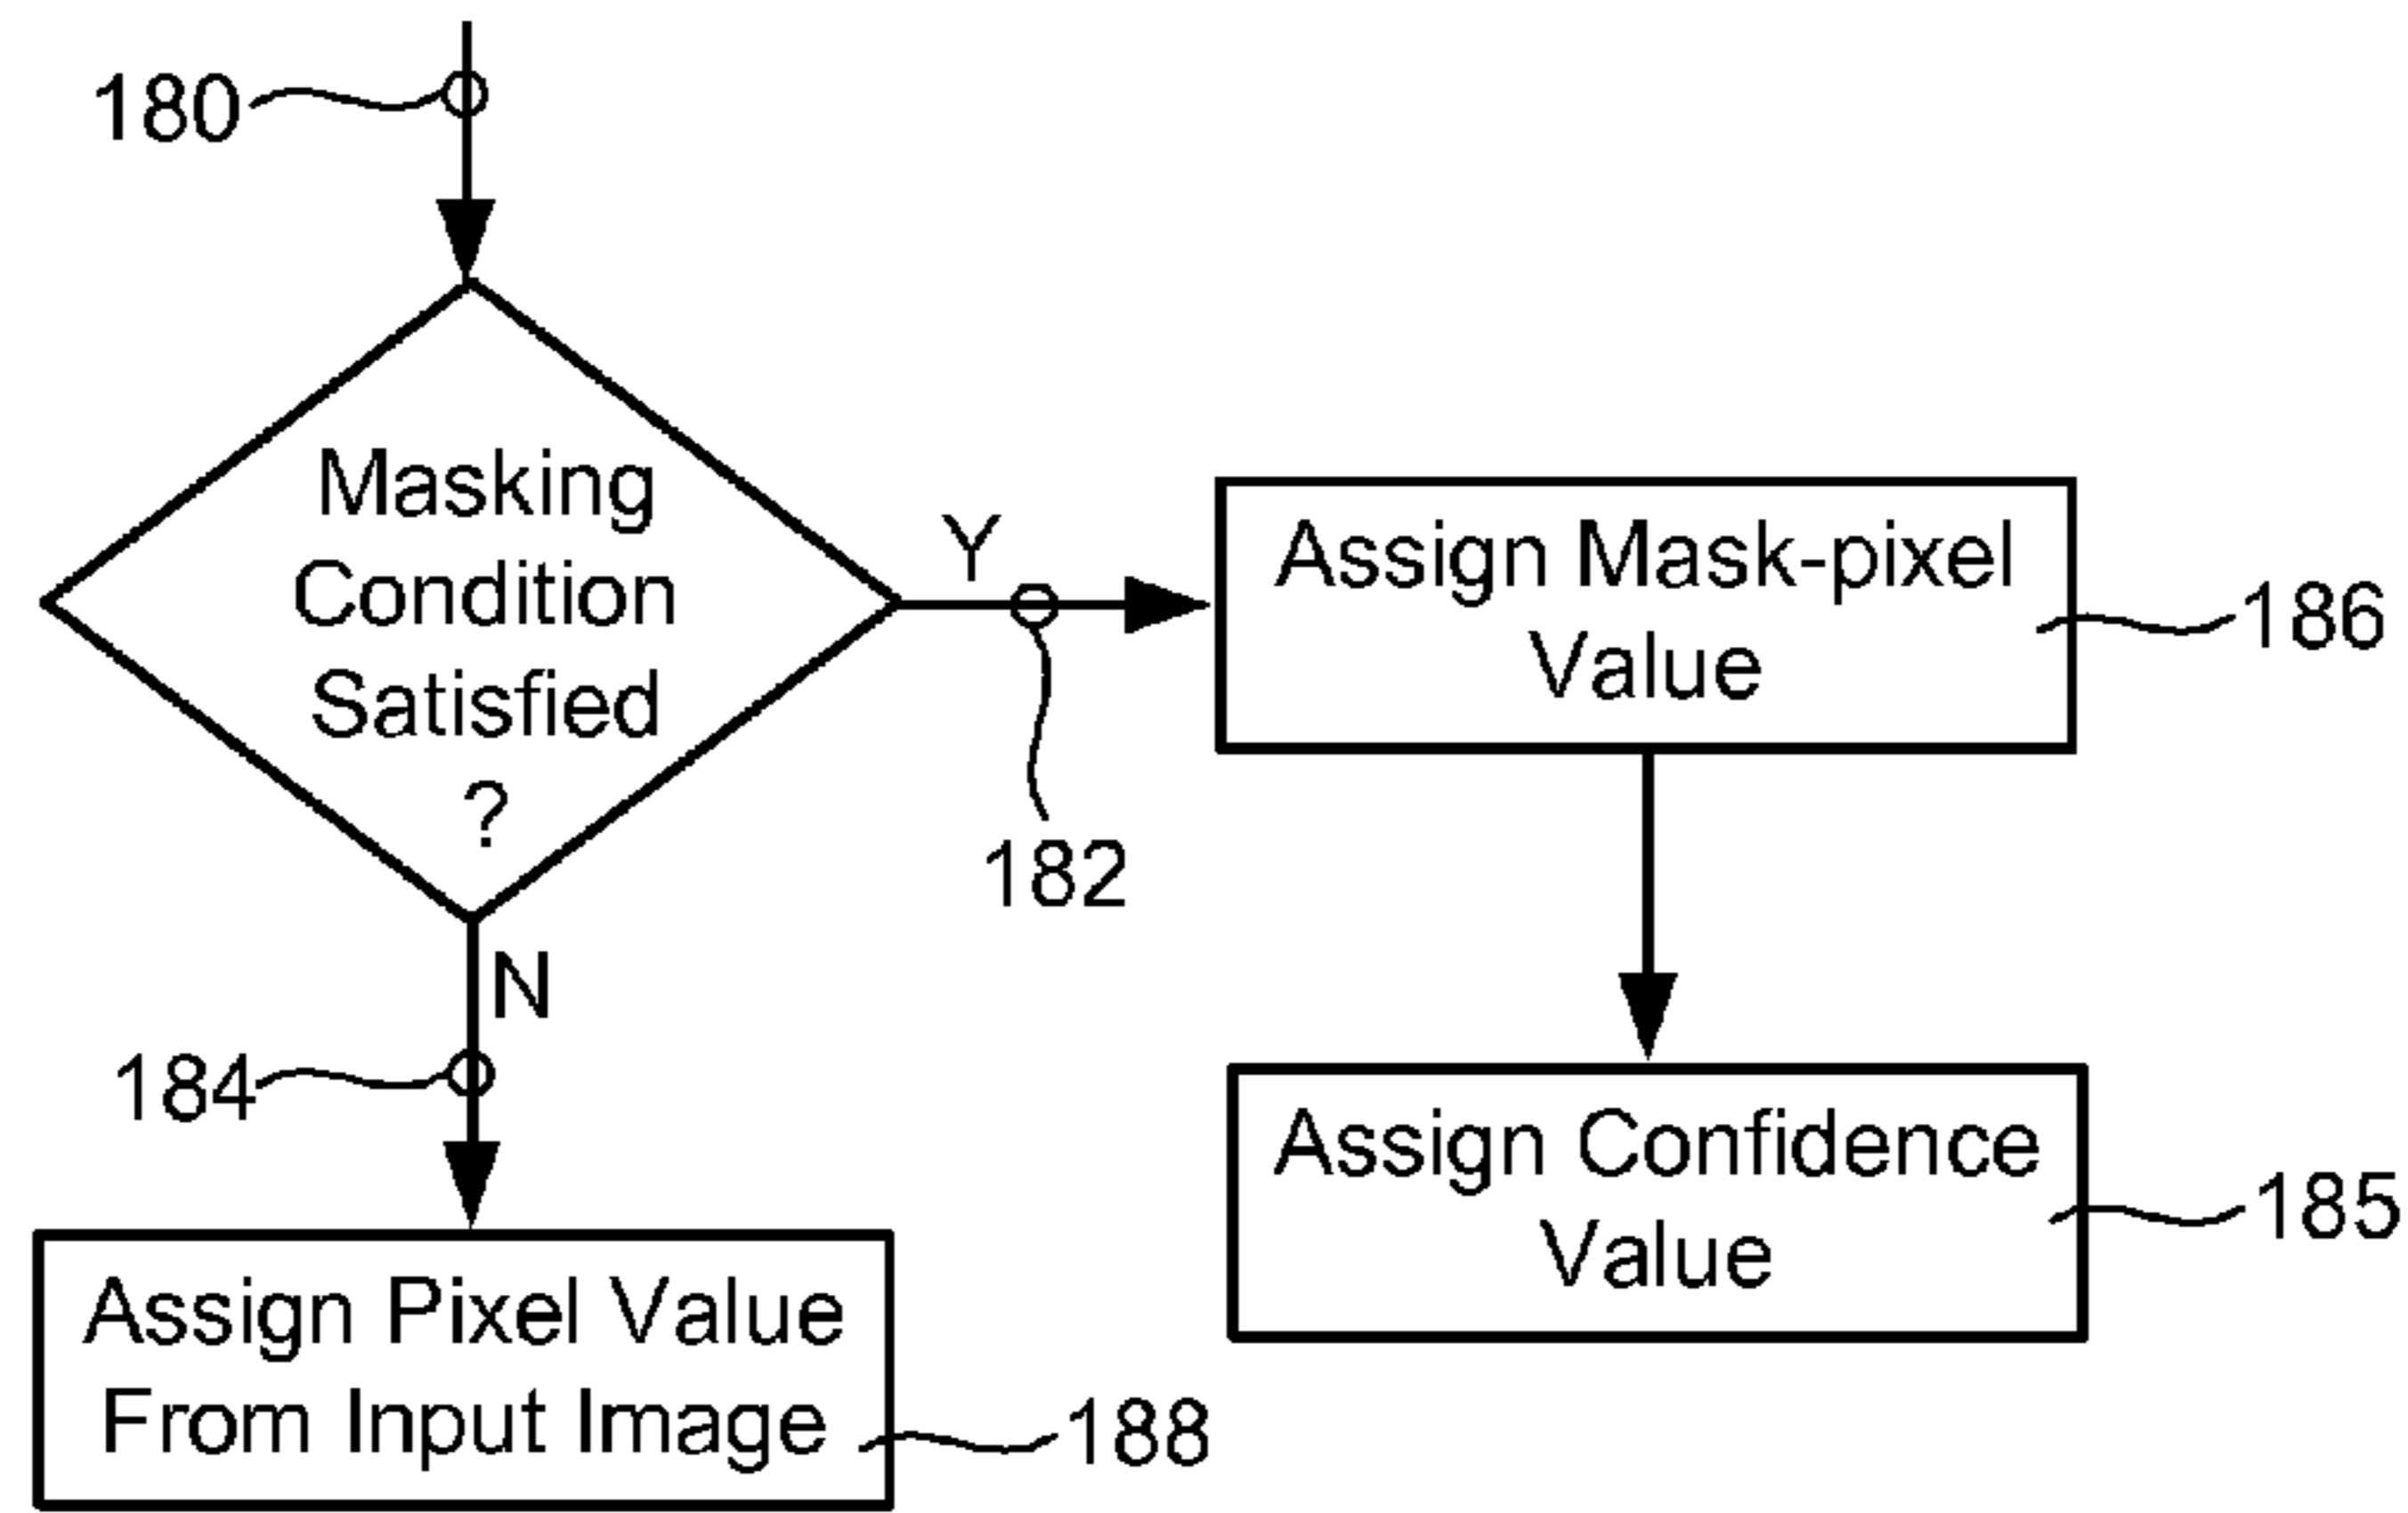 180
Masking
Condition
Satisfied
?
Y
182
Assign Mask-pixel
Value
186
N
184
Assign Confidence
Value
185
Assign Pixel Value
From Input Image
188